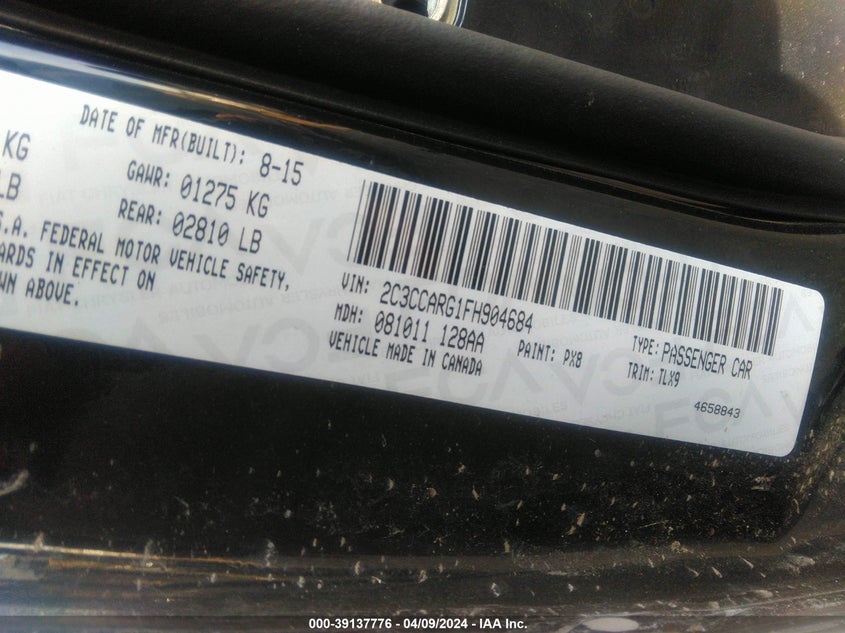 DATE OF MFR(BUILT): 8-15
KG GAWR: 01275 KG
LB REAR: 02810 LB
S.A. FEDERAL MOTOR VEHICLE SAFETY,
ARDS IN EFFECT ON
WN ABOVE.
VIN: 2C3CCARG1FH904684
MDH: 081011 128AA PAINT: PX8 TYPE: PASSENGER CAR
VEHICLE MADE IN CANADA TRIM: TLX9
4658843
000-39137776 - 04/09/2024 - IAA Inc.